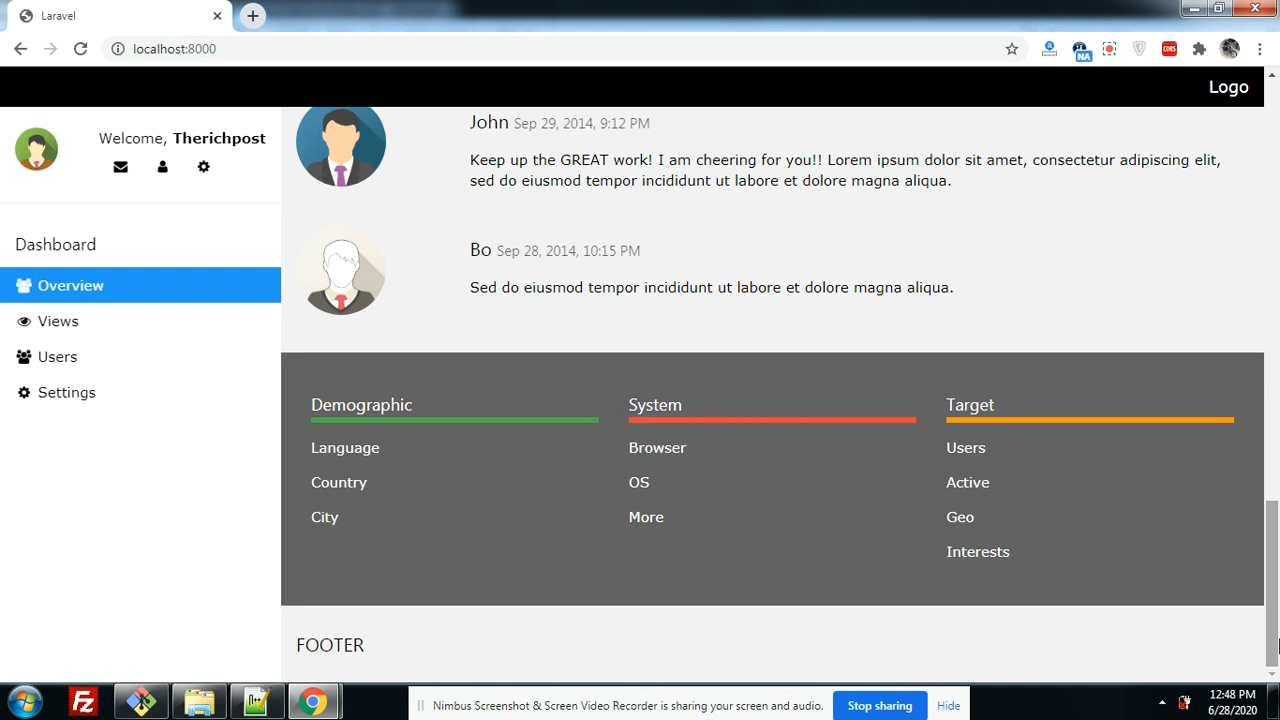 Laravel
localhost:8000
NA
CORS
Logo
Welcome, Therichpost
Dashboard
Overview
Views
Users
Settings
John Sep 29, 2014, 9:12 PM
Keep up the GREAT work! I am cheering for you!! Lorem ipsum dolor sit amet, consectetur adipiscing elit,
sed do eiusmod tempor incididunt ut labore et dolore magna aliqua.
Bo Sep 28, 2014, 10:15 PM
Sed do eiusmod tempor incididunt ut labore et dolore magna aliqua.
Demographic
Language
Country
City
System
Browser
OS
More
Target
Users
Active
Geo
Interests
FOOTER
Nimbus Screenshot & Screen Video Recorder is sharing your screen and audio.
Stop sharing
Hide
12:48 PM
6/28/2020